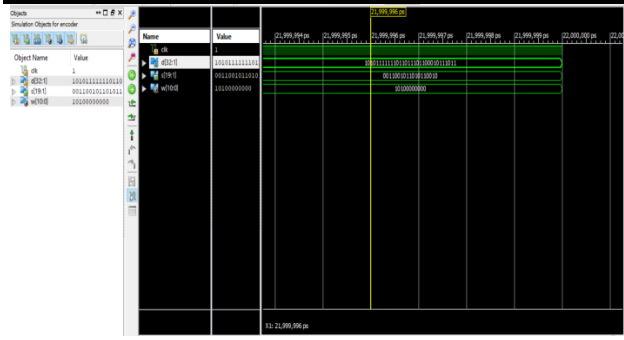 Objects
Simulation Objects for encoder
Object Name Value
clk 1
d[32:1] 10101111110110
s[19:1] 001100101101011
w[10:0] 10100000000
Name Value
clk 1
d[32:1] 1010111111101
s[19:1] 0011001011010
w[10:0] 10100000000
21,999,996 ps
21,999,994 ps 21,999,995 ps 21,999,996 ps 21,999,997 ps 21,999,998 ps 21,999,999 ps 22,000,000 ps 22,0
0011001011010110010
10100000000
X1: 21,999,996 ps